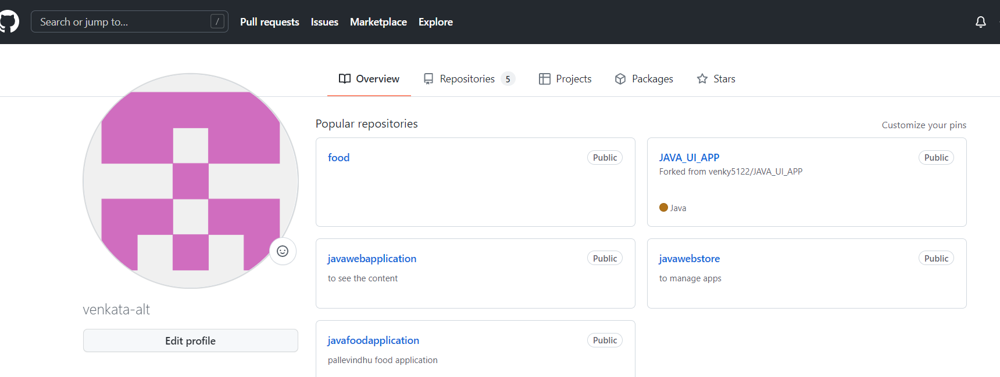 Search or jump to... /
Pull requests Issues Marketplace Explore
Overview Repositories 5 Projects Packages Stars
Popular repositories
Customize your pins
food Public
JAVA_UI_APP Public
Forked from venky5122/JAVA_UI_APP
Java
javawebapplication Public
to see the content
javawebstore Public
to manage apps
venkata-alt
Edit profile
javafoodapplication Public
pallevindhu food application